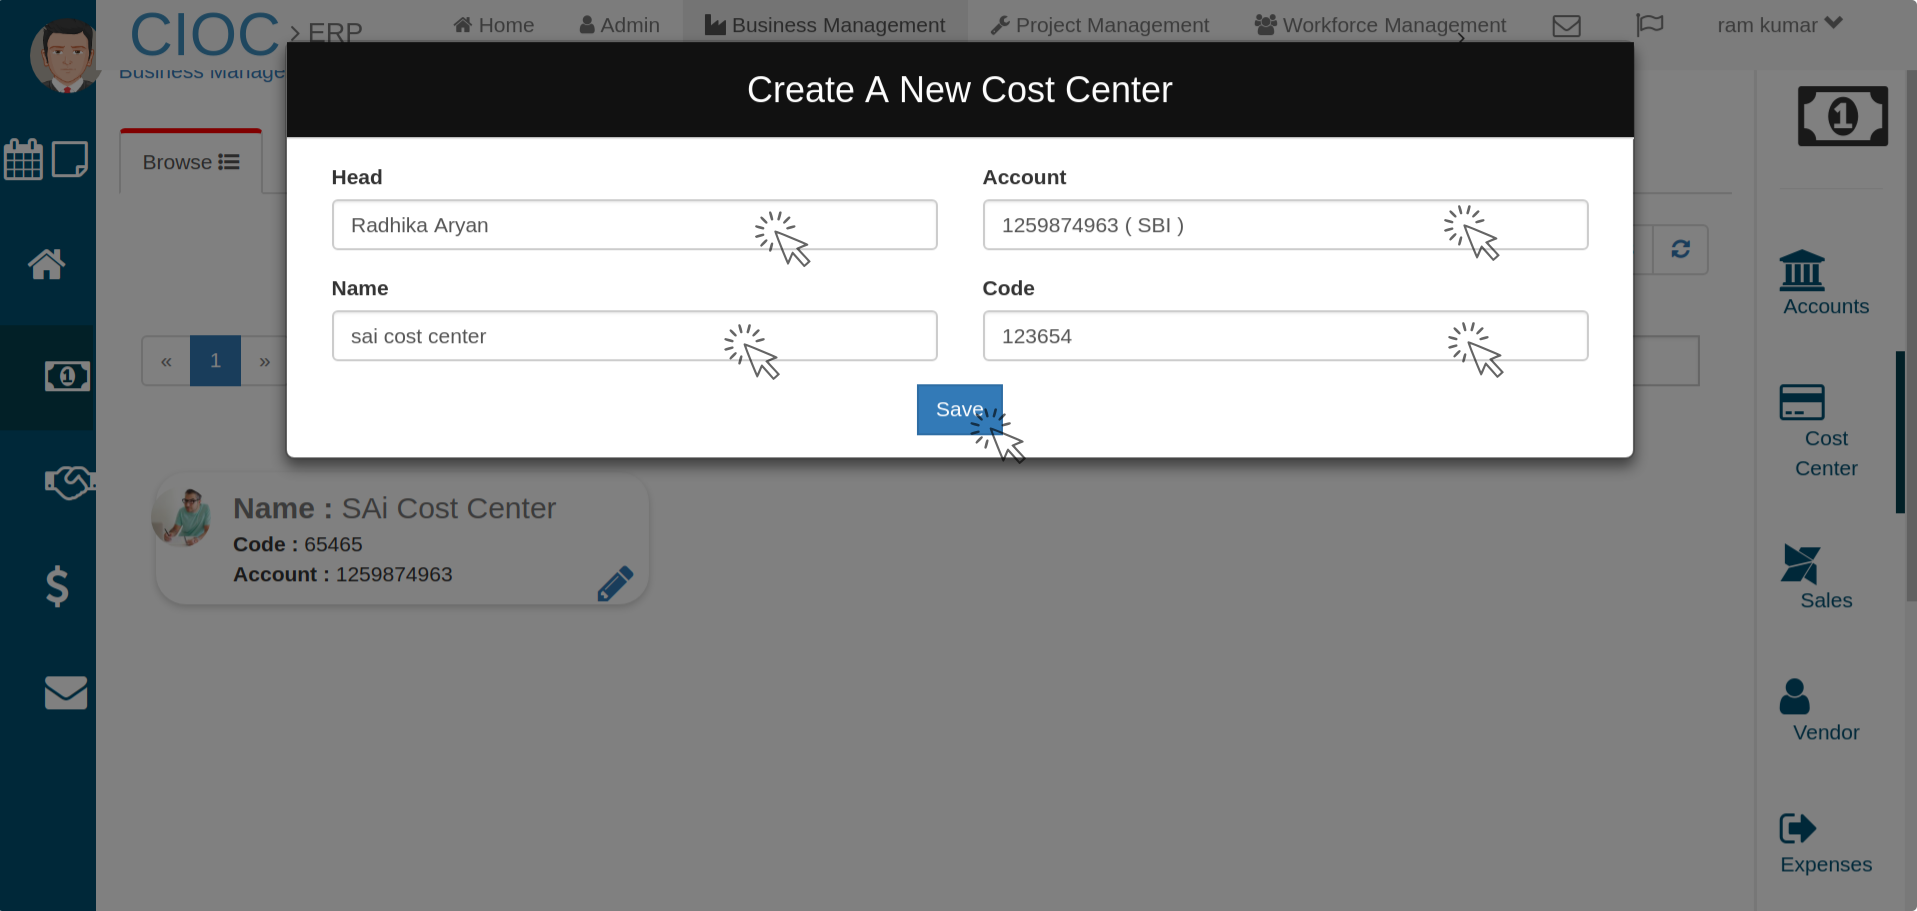 CIOC > ERP
Home
Admin
Business Management
Project Management
Workforce Management
ram kumar
Business Manage
Browse
Create A New Cost Center
Head
Account
Radhika Aryan
1259874963 ( SBI )
Name
Code
sai cost center
123654
Save
« 1 »
Name : SAi Cost Center
Code : 65465
Account : 1259874963
1
Accounts
Cost
Center
Sales
Vendor
Expenses
1
$